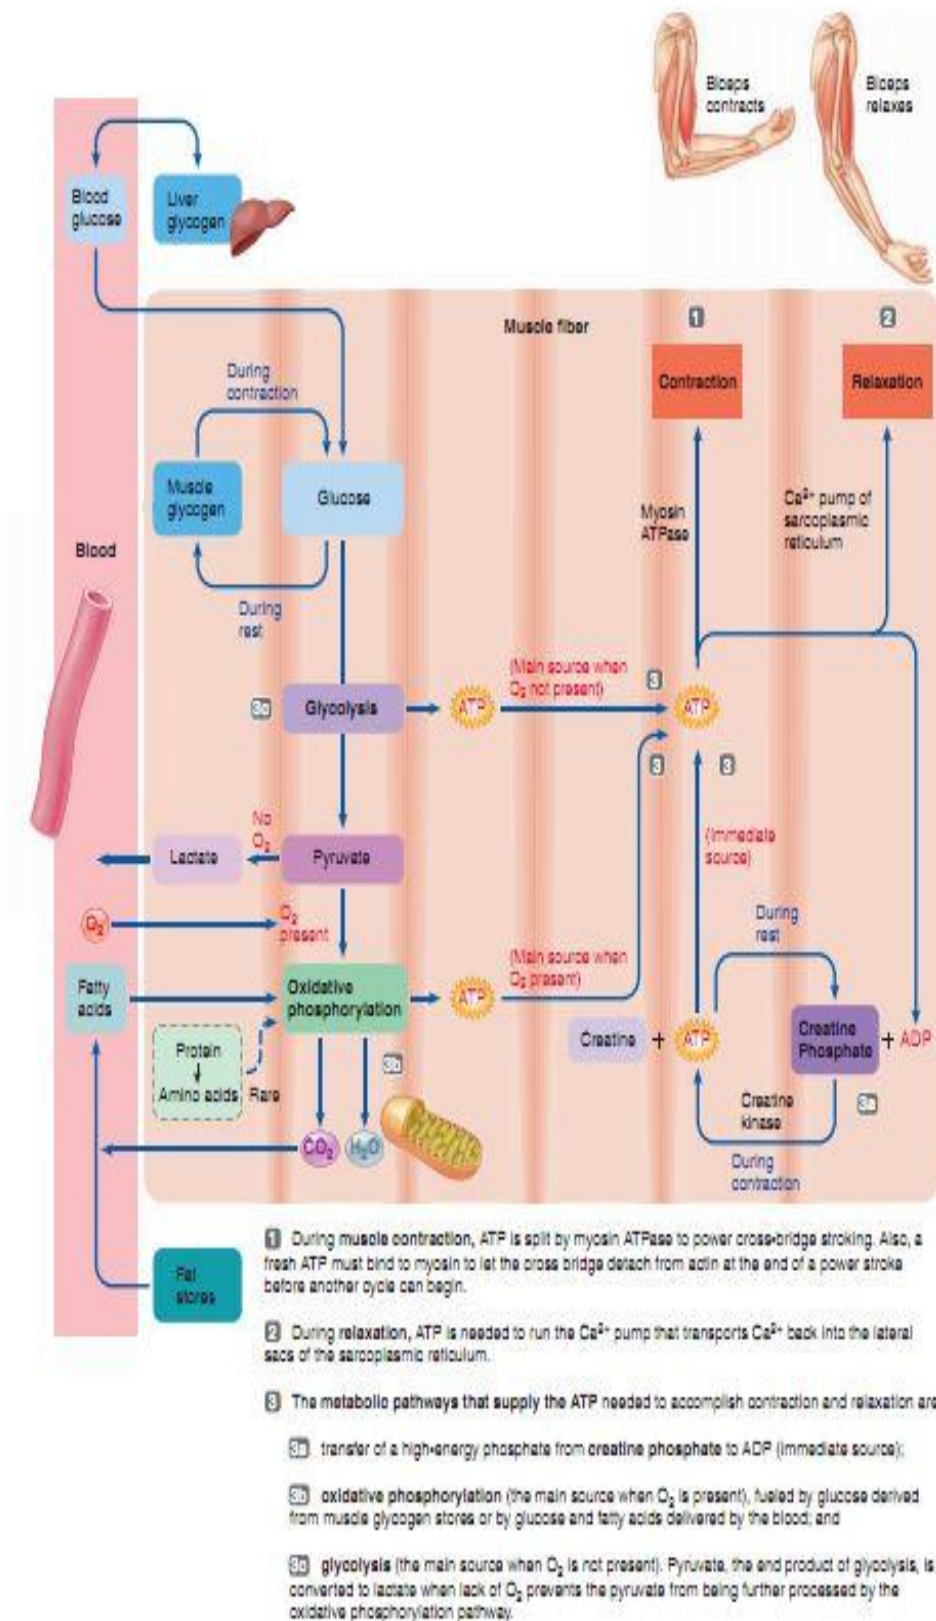 Biceps
contracts
Biceps
relaxes
Blood
glucose
Liver
glycogen
Muscle fiber
1
2
Contraction
Relaxation
During
contraction
Muscle
glycogen
Glucose
Myosin
ATPase
Ca²⁺ pump of
sarcoplasmic
reticulum
Blood
During
rest
(Main source when
O₂ not present)
3
3c
Glycolysis
ATP
ATP
3
3
No
O₂
Lactate
Pyruvate
(Immediate
source)
O₂
O₂
present
During
rest
(Main source when
O₂ present)
Fatty
acids
Oxidative
phosphorylation
ATP
Creatine
+
ATP
Creatine
Phosphate
+ ADP
Protein
Amino acids
Rare
3b
3a
Creatine
kinase
During
contraction
CO₂
H₂O
Fat
stores
1 During muscle contraction, ATP is split by myosin ATPase to power cross-bridge stroking. Also, a
fresh ATP must bind to myosin to let the cross bridge detach from actin at the end of a power stroke
before another cycle can begin.
2 During relaxation, ATP is needed to run the Ca²⁺ pump that transports Ca²⁺ back into the lateral
sacs of the sarcoplasmic reticulum.
3 The metabolic pathways that supply the ATP needed to accomplish contraction and relaxation are
3a transfer of a high-energy phosphate from creatine phosphate to ADP (immediate source);
3b oxidative phosphorylation (the main source when O₂ is present), fueled by glucose derived
from muscle glycogen stores or by glucose and fatty acids delivered by the blood; and
3c glycolysis (the main source when O₂ is not present). Pyruvate, the end product of glycolysis, is
converted to lactate when lack of O₂ prevents the pyruvate from being further processed by the
oxidative phosphorylation pathway.